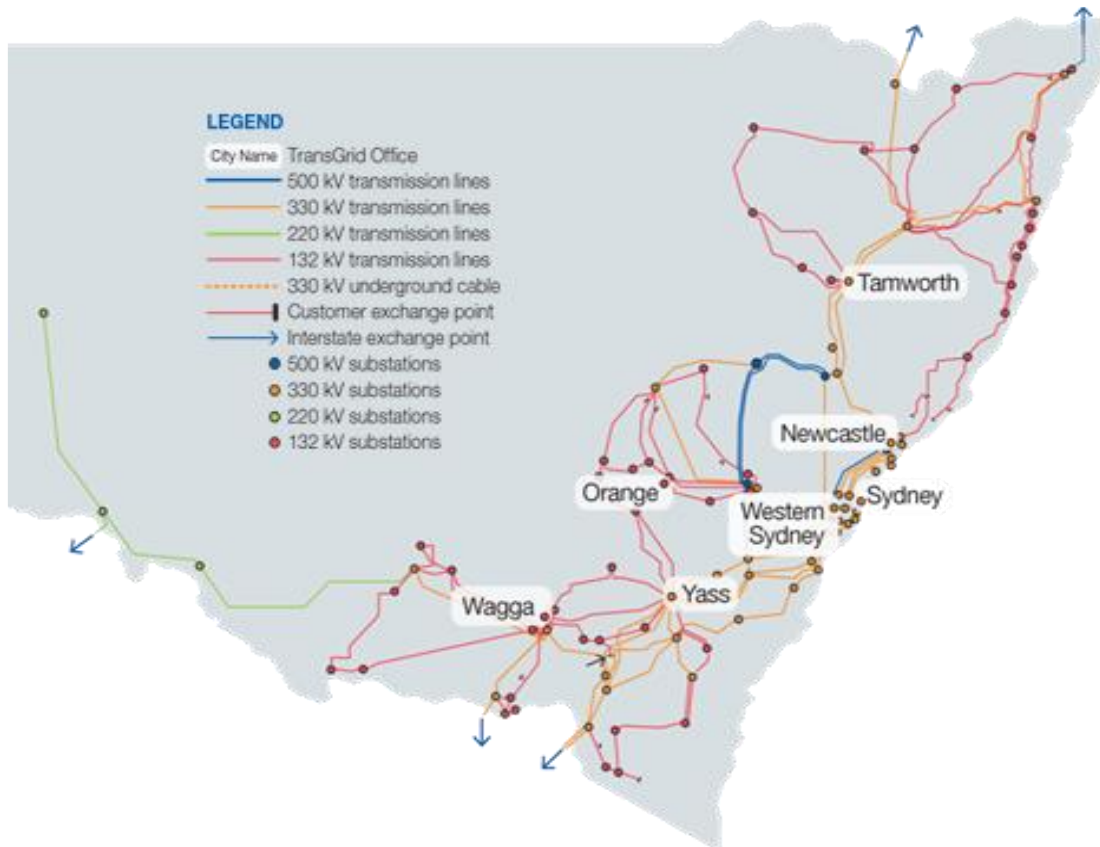 LEGEND
City Name TransGrid Office
500 kV transmission lines
330 kV transmission lines
220 kV transmission lines
132 kV transmission lines
330 kV underground cable
Customer exchange point
Interstate exchange point
500 kV substations
330 kV substations
220 kV substations
132 kV substations
Tamworth
Newcastle
Orange
Sydney
Western
Sydney
Wagga
Yass